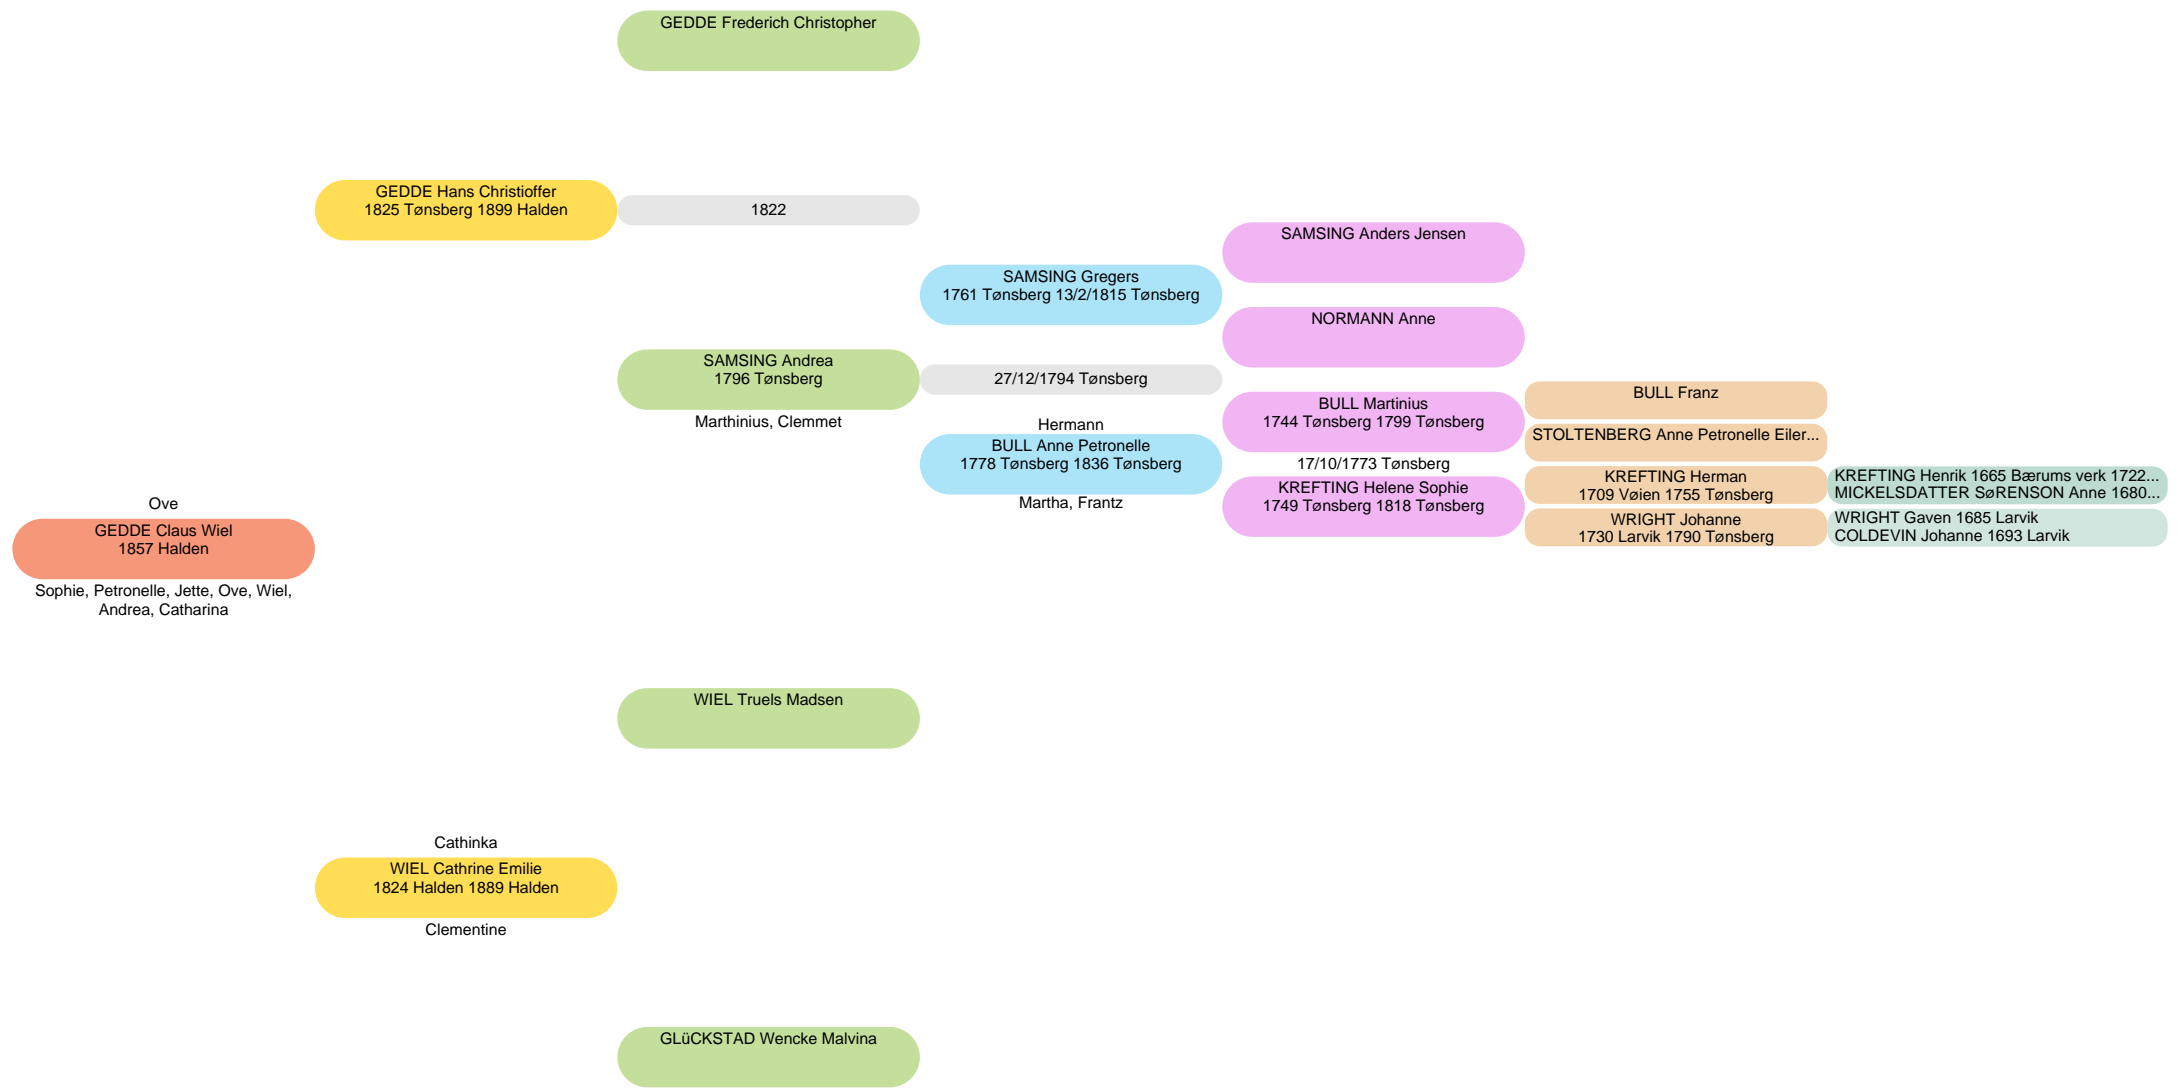 GEDDE Frederich Christopher
GEDDE Hans Christioffer
1825 Tønsberg 1899 Halden
1822
SAMSING Anders Jensen
SAMSING Gregers
1761 Tønsberg 13/2/1815 Tønsberg
NORMANN Anne
SAMSING Andrea
1796 Tønsberg
27/12/1794 Tønsberg
Marthinius, Clemmet
BULL Martinius
1744 Tønsberg 1799 Tønsberg
BULL Franz
Hermann
BULL Anne Petronelle
1778 Tønsberg 1836 Tønsberg
STOLTENBERG Anne Petronelle Eiler...
17/10/1773 Tønsberg
KREFTING Helene Sophie
1749 Tønsberg 1818 Tønsberg
KREFTING Herman
1709 Vøien 1755 Tønsberg
KREFTING Henrik 1665 Bærums verk 1722...
MICKELSDATTER SøRENSON Anne 1680...
Martha, Frantz
WRIGHT Johanne
1730 Larvik 1790 Tønsberg
WRIGHT Gaven 1685 Larvik
COLDEVIN Johanne 1693 Larvik
Ove
GEDDE Claus Wiel
1857 Halden
Sophie, Petronelle, Jette, Ove, Wiel,
Andrea, Catharina
WIEL Truels Madsen
Cathinka
WIEL Cathrine Emilie
1824 Halden 1889 Halden
Clementine
GLüCKSTAD Wencke Malvina